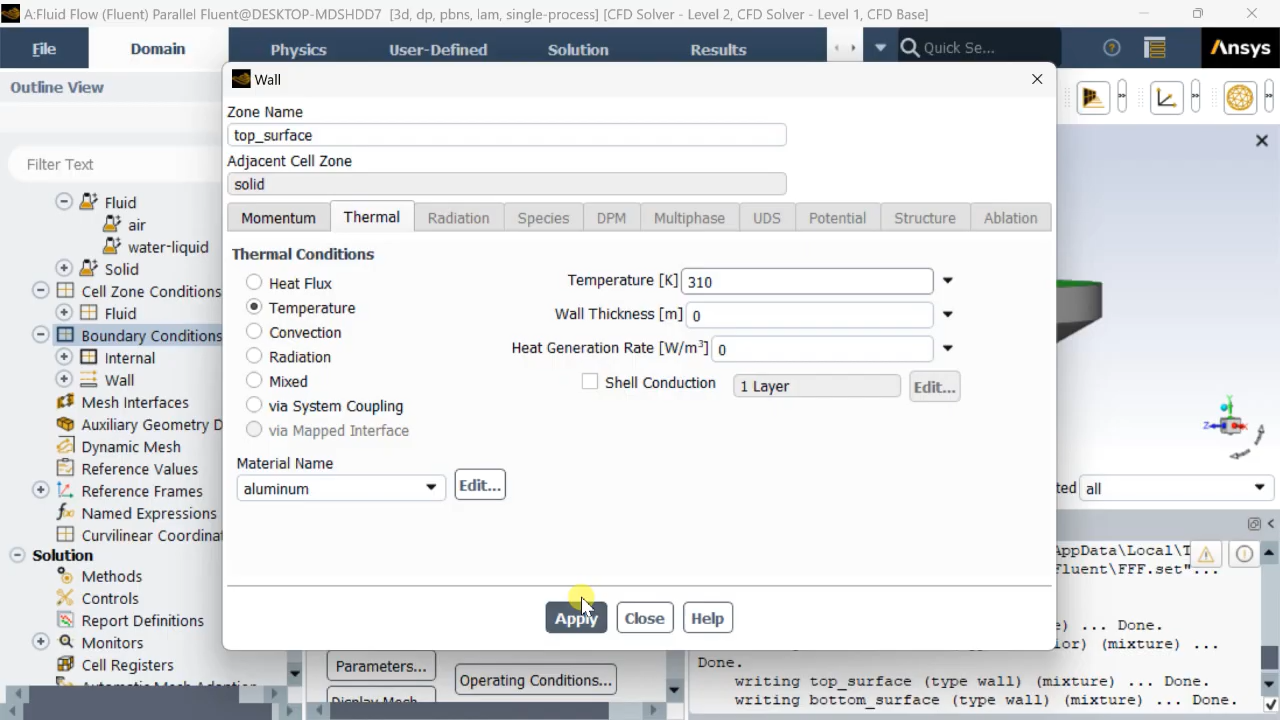 A:Fluid Flow (Fluent) Parallel Fluent@DESKTOP-MDSHDD7 [3d, dp, pbns, lam, single-process] [CFD Solver - Level 2, CFD Solver - Level 1, CFD Base]
File Domain Physics User-Defined Solution Results Quick Se... Ansys
Outline View
Filter Text
Fluid
air
water-liquid
Solid
Cell Zone Conditions
Fluid
Boundary Conditions
Internal
Wall
Mesh Interfaces
Auxiliary Geometry D
Dynamic Mesh
Reference Values
Reference Frames
Named Expressions
Curvilinear Coordina
Solution
Methods
Controls
Report Definitions
Monitors
Cell Registers
Wall
Zone Name
top_surface
Adjacent Cell Zone
solid
Momentum Thermal Radiation Species DPM Multiphase UDS Potential Structure Ablation
Thermal Conditions
Heat Flux
Temperature
Convection
Radiation
Mixed
via System Coupling
via Mapped Interface
Temperature [K] 310
Wall Thickness [m] 0
Heat Generation Rate [W/m³] 0
Shell Conduction 1 Layer Edit...
Material Name
aluminum Edit...
Apply Close Help
Parameters... Operating Conditions...
Display Mesh
Z
Y
X
ted all
AppData\Local\T
Fluent\FFF.set"...
e) ... Done.
ior) (mixture) ...
Done.
writing top_surface (type wall) (mixture) ... Done.
writing bottom_surface (type wall) (mixture) ... Done.